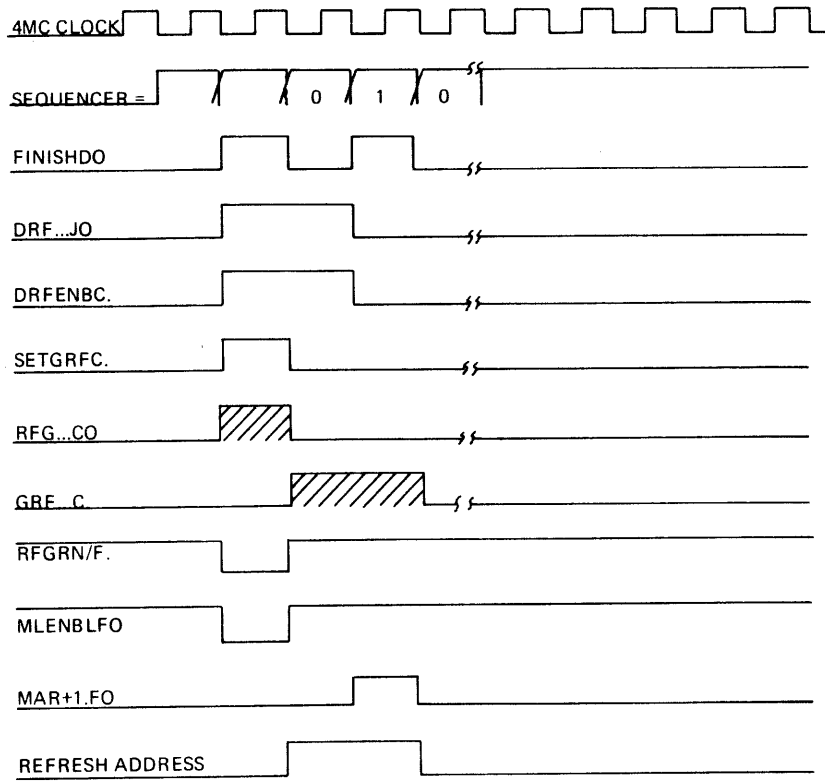 4MC CLOCK
SEQUENCER = 0 1 0
FINISHDO
DRF...JO
DRFENBC.
SETGRFC.
RFG...CO
GRF...C.
RFGRN/F.
MLENBLFO
MAR+1.FO
REFRESH ADDRESS